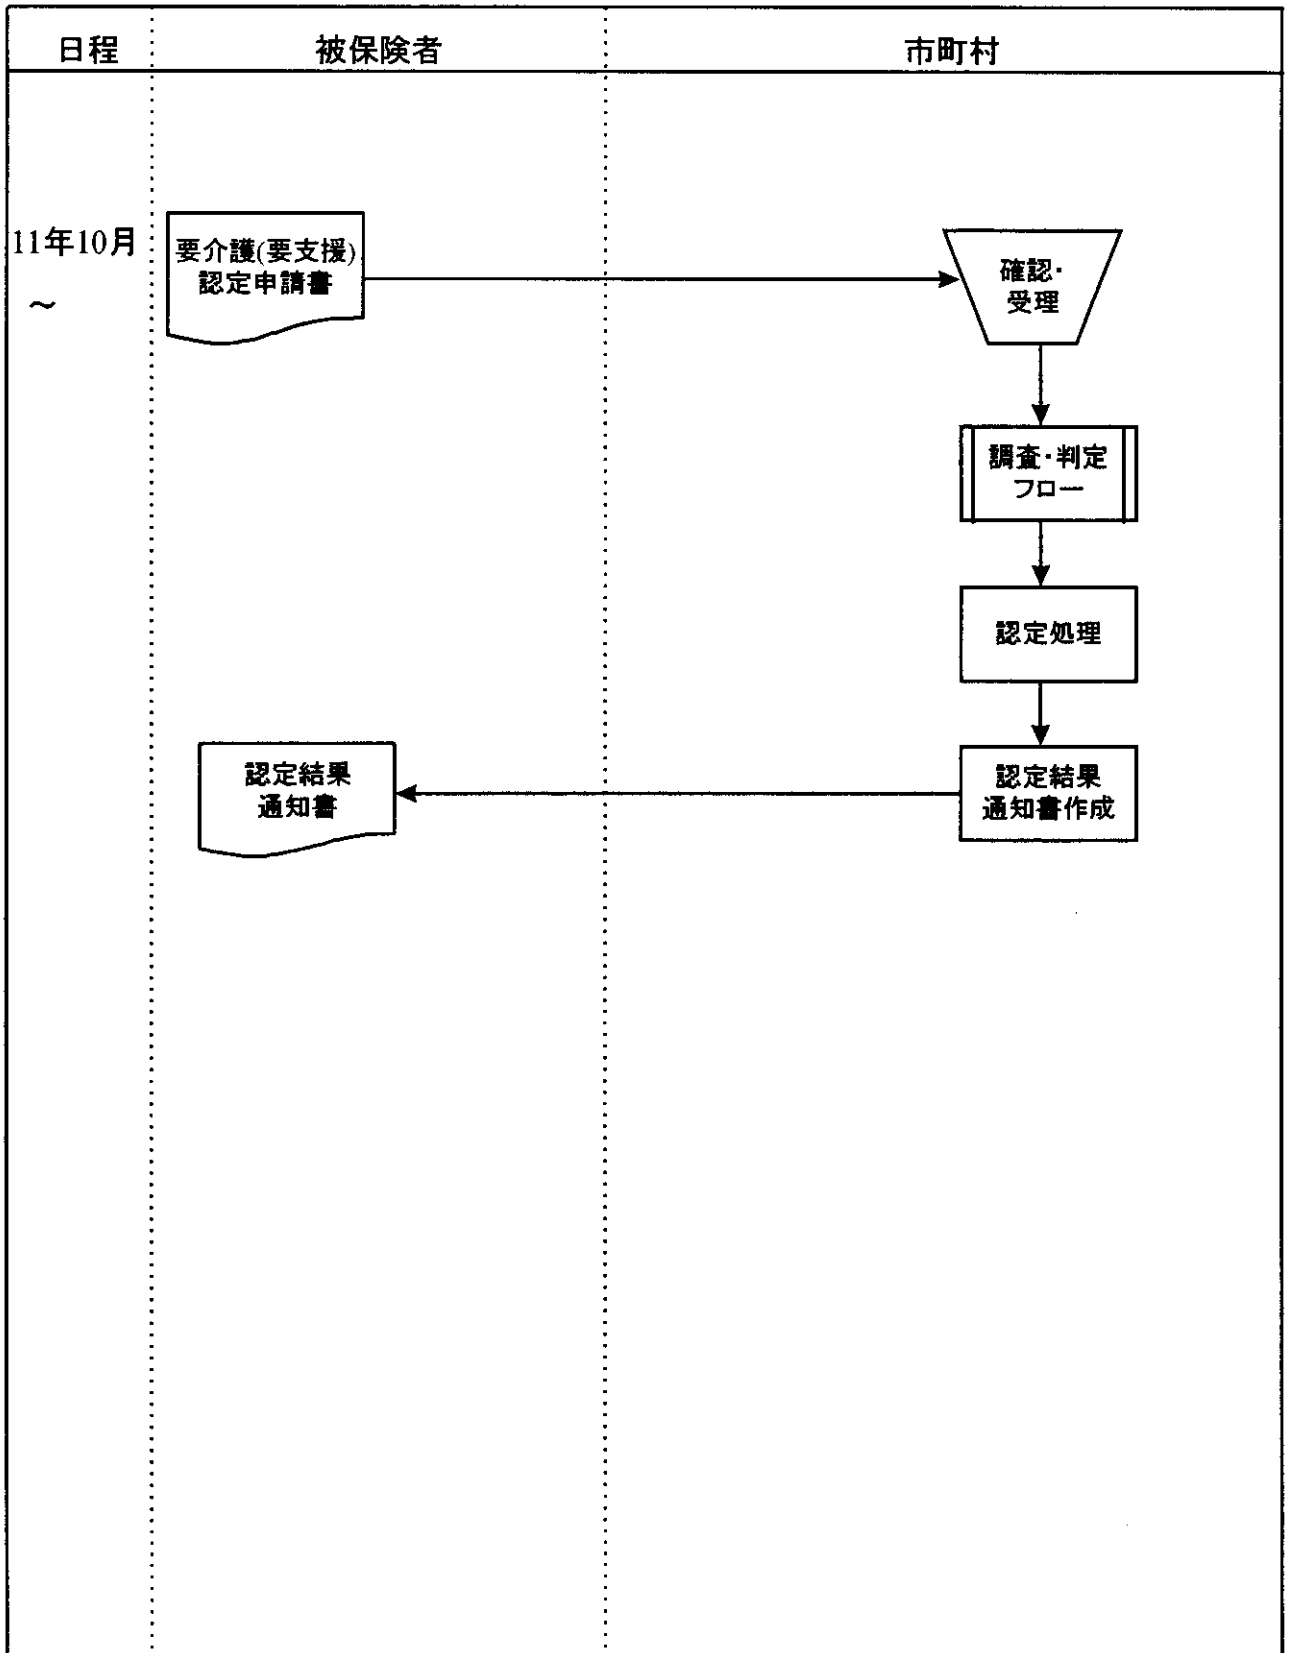 日程 被保険者 市町村
11年10月
～
要介護(要支援)
認定申請書
確認・
受理
調査・判定
フロー
認定処理
認定結果
通知書作成
認定結果
通知書